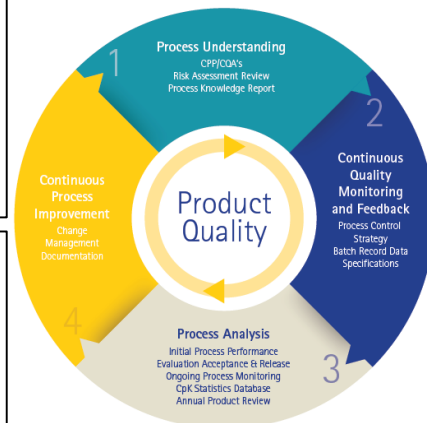 1
Process Understanding
CPP/CQA's
Risk Assessment Review
Process Knowledge Report
2
Continuous
Quality
Monitoring
and Feedback
Process Control
Strategy
Batch Record Data
Specifications
3
Process Analysis
Initial Process Performance
Evaluation Acceptance & Release
Ongoing Process Monitoring
CpK Statistics Database
Annual Product Review
4
Continuous
Process
Improvement
Change
Management
Documentation
Product
Quality